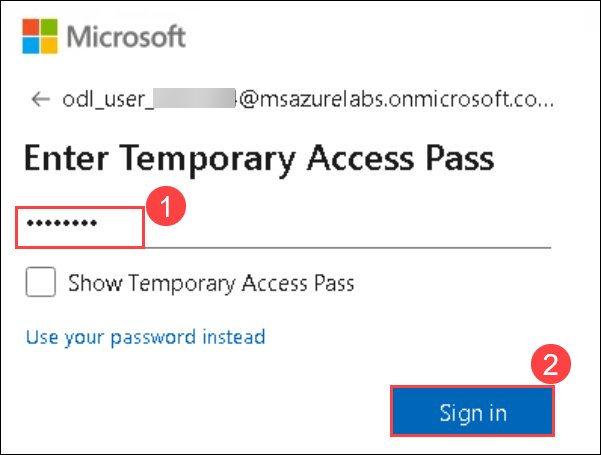 Microsoft
← odl_user_ @msazurelabs.onmicrosoft.co...
Enter Temporary Access Pass
••••••••
1
Show Temporary Access Pass
Use your password instead
2
Sign in